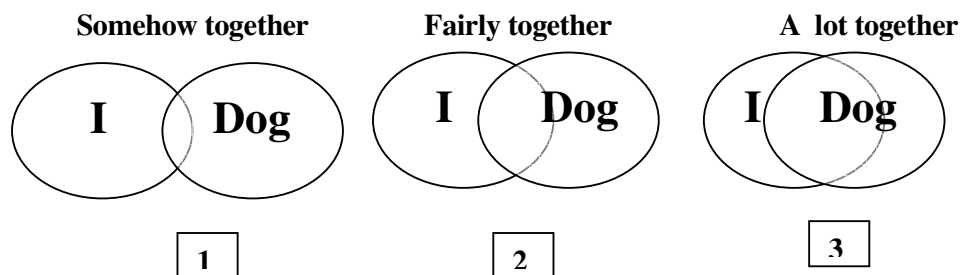 Somehow together Fairly together A lot together
I Dog I Dog I Dog
1 2 3